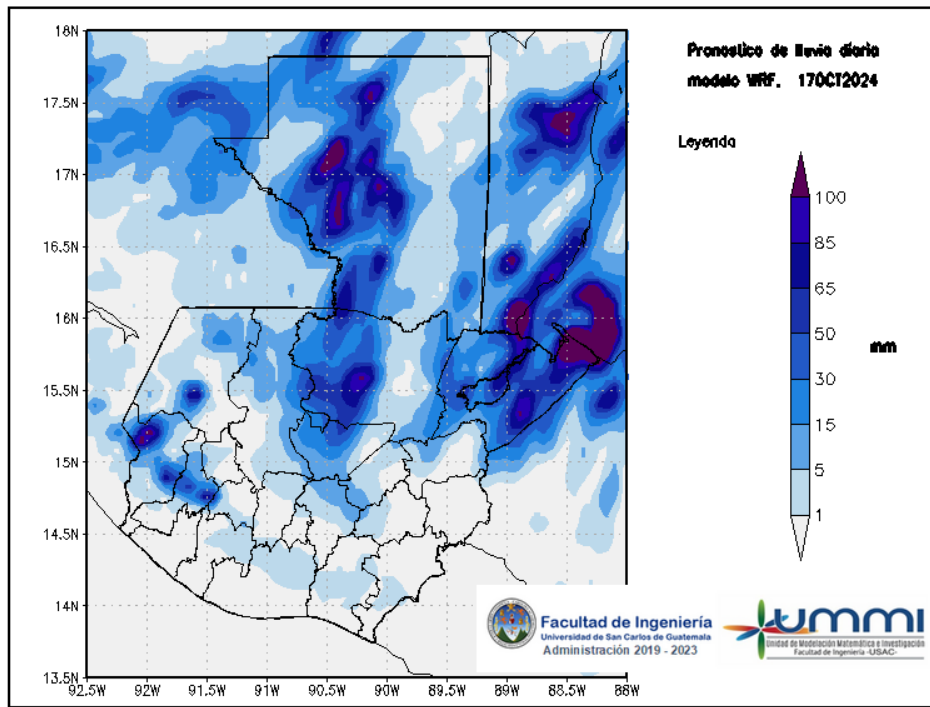 18N
17.5N
17N
16.5N
16N
15.5N
15N
14.5N
14N
13.5N
92.5W 92W 91.5W 91W 90.5W 90W 89.5W 89W 88.5W 88W
Pronostico de lluvia diaria
modelo WRF. 17OCT2024
Leyenda
100
85
65
50
30
15
5
1
mm
Facultad de Ingeniería
Universidad de San Carlos de Guatemala
Administración 2019 - 2023
UMMI
Unidad de Modelación Matemática e Investigación
Facultad de Ingeniería -USAC-